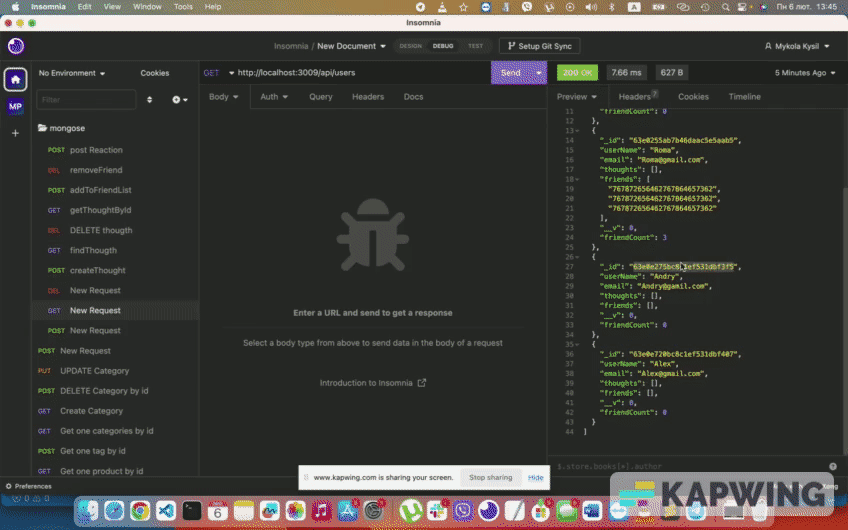 Insomnia Edit View Window Tools Help
A
Пн 6 лют. 13:45
Insomnia
Insomnia / New Document
DESIGN DEBUG TEST
Setup Git Sync
Mykola Kysil
No Environment
Cookies
GET http://localhost:3009/api/users
Send
200 OK 7.66 ms 627 B
5 Minutes Ago
MP
Filter
Body Auth Query Headers Docs
Preview Headers 7 Cookies Timeline
mongose
POST post Reaction
DEL removeFriend
POST addToFriendList
GET getThoughtById
DEL DELETE thougth
GET findThougth
POST createThought
DEL New Request
GET New Request
POST New Request
POST New Request
PUT UPDATE Category
POST DELETE Category by id
GET Create Category
GET Get one categories by id
GET Get one tag by id
GET Get one product by id
Enter a URL and send to get a response
Select a body type from above to send data in the body of a request
Introduction to Insomnia
11 "friendCount": 0
12 },
13 {
14 "_id": "63e0255ab7b46daac5e5aab5",
15 "userName": "Roma",
16 "email": "Roma@gmail.com",
17 "thoughts": [],
18 "friends": [
19 "767872656462767864657362",
20 "767872656462767864657362",
21 "767872656462767864657362"
22 ],
23 "__v": 0,
24 "friendCount": 3
25 },
26 {
27 "_id":
28 "userName": "Andry",
29 "email": "Andry@gamil.com",
30 "thoughts": [],
31 "friends": [],
32 "__v": 0,
33 "friendCount": 0
34 },
35 {
36 "_id": "63e0e720bc8c1ef531dbf407",
37 "userName": "Alex",
38 "email": "Alex@gmail.com",
39 "thoughts": [],
40 "friends": [],
41 "__v": 0,
42 "friendCount": 0
43 }
44 ]
$.store.books[*].author
www.kapwing.com is sharing your screen.
Stop sharing
Hide
Preferences
KAPWING